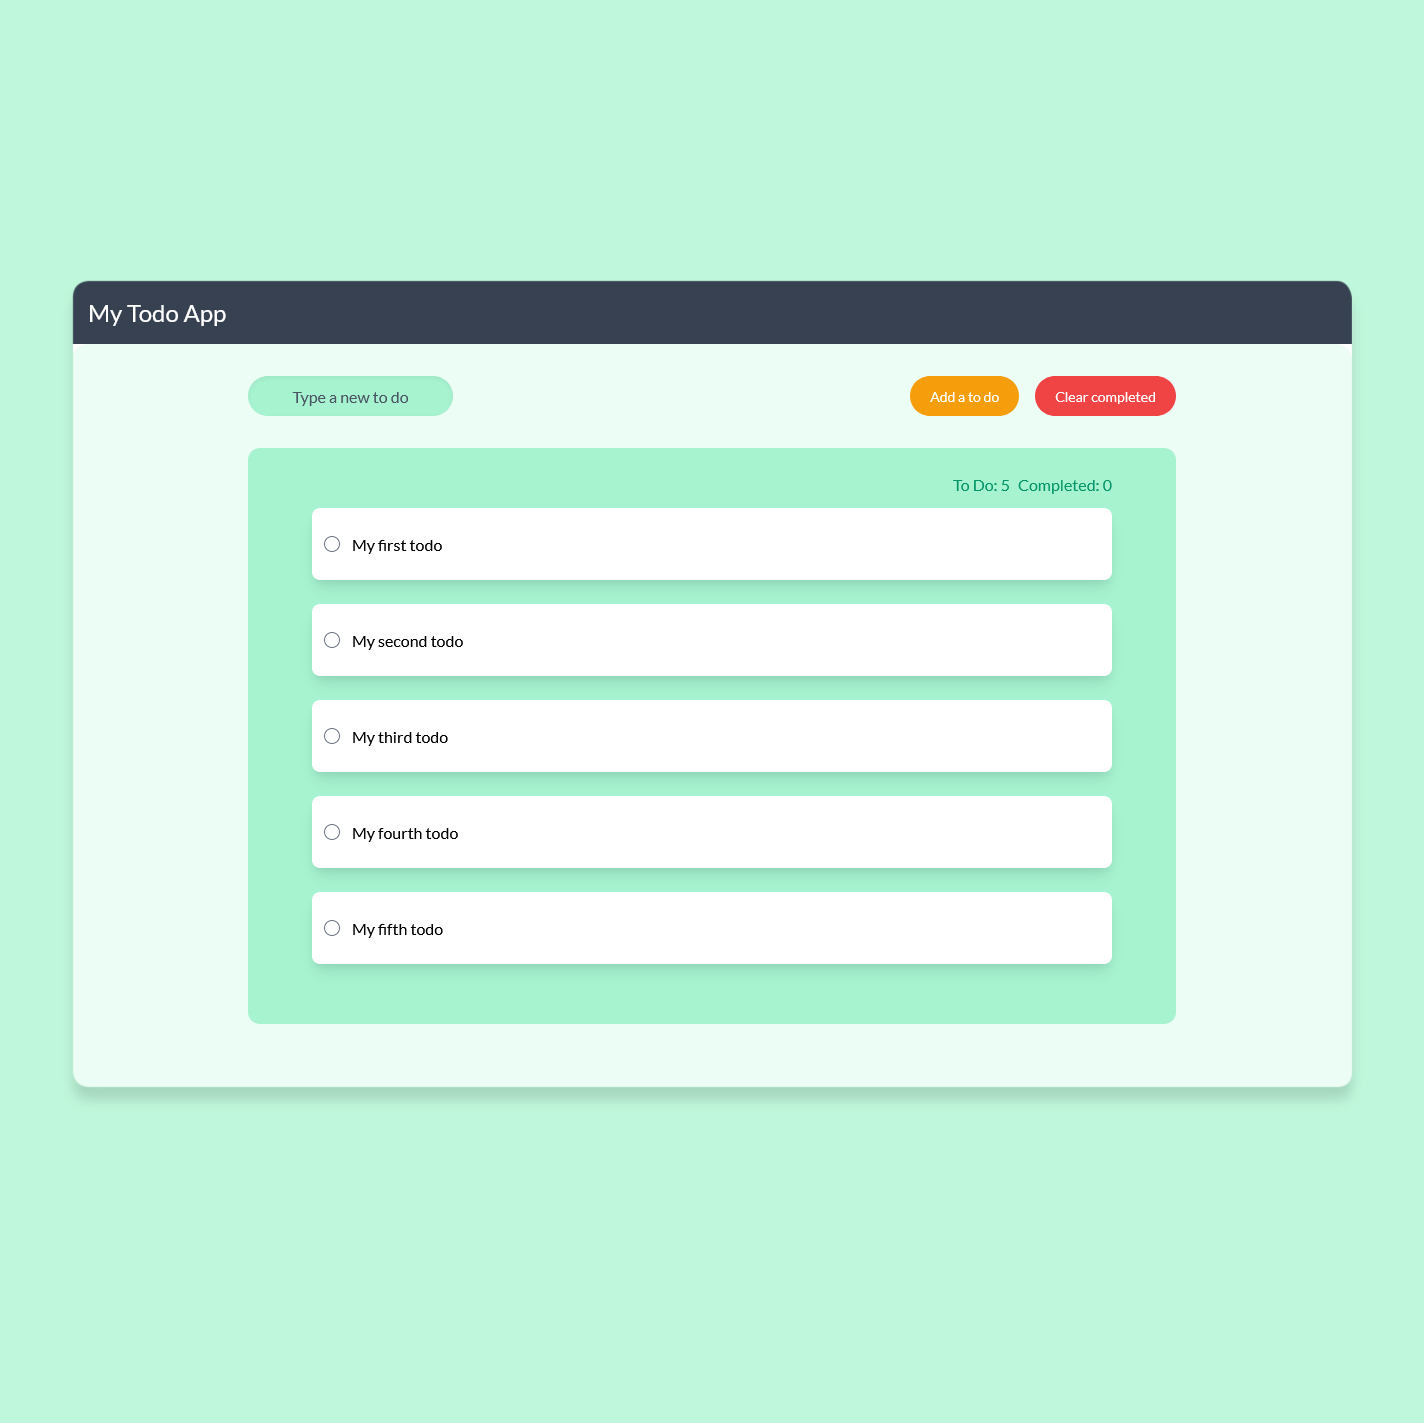 My Todo App
Type a new to do
Add a to do
Clear completed
To Do: 5 Completed: 0
My first todo
My second todo
My third todo
My fourth todo
My fifth todo